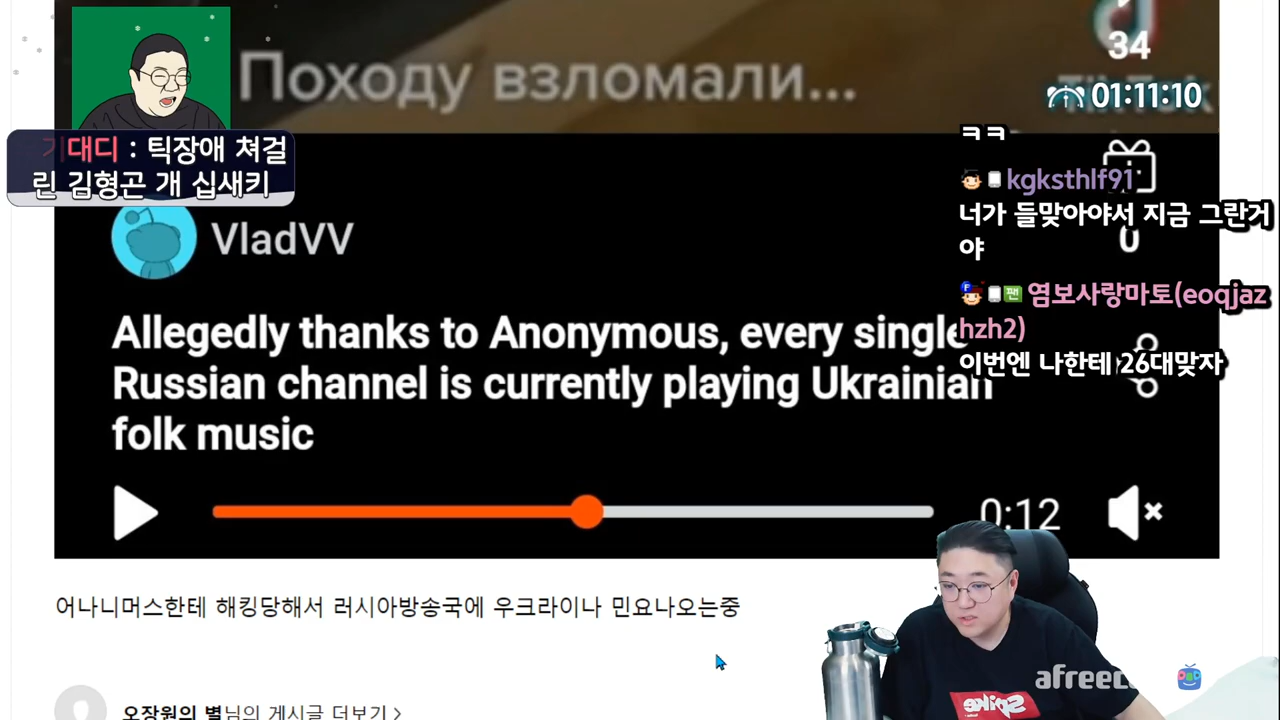 Походу взломали...
34
TikTok
01:11:10
기대디 : 틱장애 쳐걸
린 김형곤 개 십새키
ㅋㅋ
kgksthlf91
너가 들맞아야서 지금 그란거
야
0
팬 염보사랑마토(eoqjaz
hzh2)
이번엔 나한테 26대맞자
VladVV
Allegedly thanks to Anonymous, every single
Russian channel is currently playing Ukrainian
folk music
0:12
어나니머스한테 해킹당해서 러시아방송국에 우크라이나 민요나오는중
Spike
오장원의 별님의 게시글 더보기 >